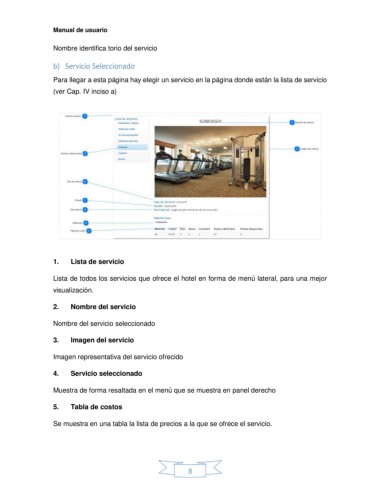 Manual de usuario
Nombre identifica torio del servicio
b) Servicio Seleccionado
Para llegar a esta página hay elegir un servicio en la página donde están la lista de servicio
(ver Cap. IV inciso a)
1. Lista de servicio
Lista de todos los servicios que ofrece el hotel en forma de menú lateral, para una mejor
visualización.
2. Nombre del servicio
Nombre del servicio seleccionado
3. Imagen del servicio
Imagen representativa del servicio ofrecido
4. Servicio seleccionado
Muestra de forma resaltada en el menú que se muestra en panel derecho
5. Tabla de costos
Se muestra en una tabla la lista de precios a la que se ofrece el servicio.
8